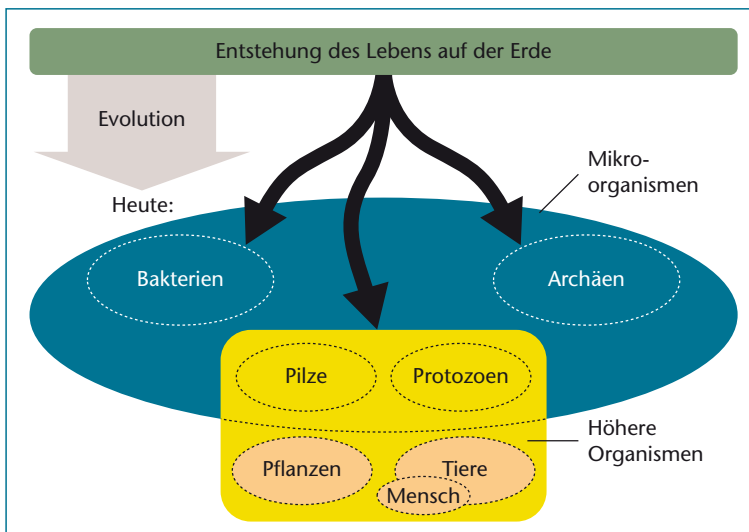 Entstehung des Lebens auf der Erde
Evolution
Mikro-
organismen
Heute:
Bakterien
Archäen
Pilze
Protozoen
Höhere
Organismen
Pflanzen
Tiere
Mensch